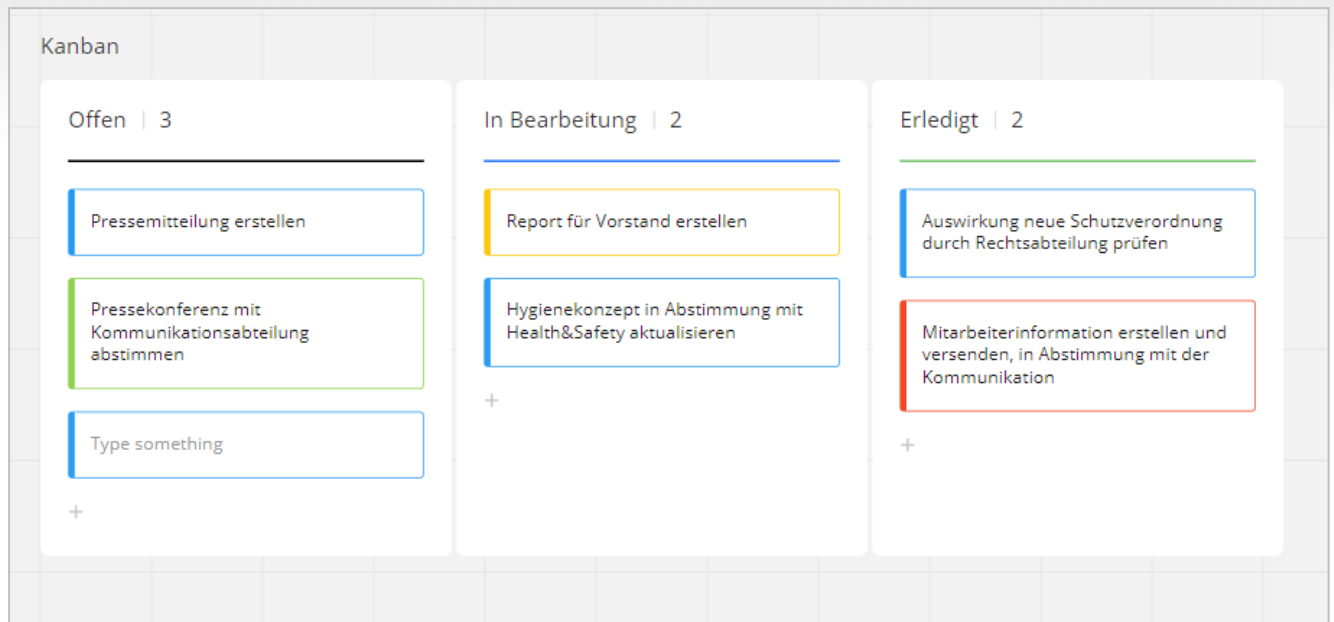 Kanban
Offen | 3
Pressemitteilung erstellen
Pressekonferenz mit
Kommunikationsabteilung
abstimmen
Type something
+
In Bearbeitung | 2
Report für Vorstand erstellen
Hygienekonzept in Abstimmung mit
Health&Safety aktualisieren
+
Erledigt | 2
Auswirkung neue Schutzverordnung
durch Rechtsabteilung prüfen
Mitarbeiterinformation erstellen und
versenden, in Abstimmung mit der
Kommunikation
+